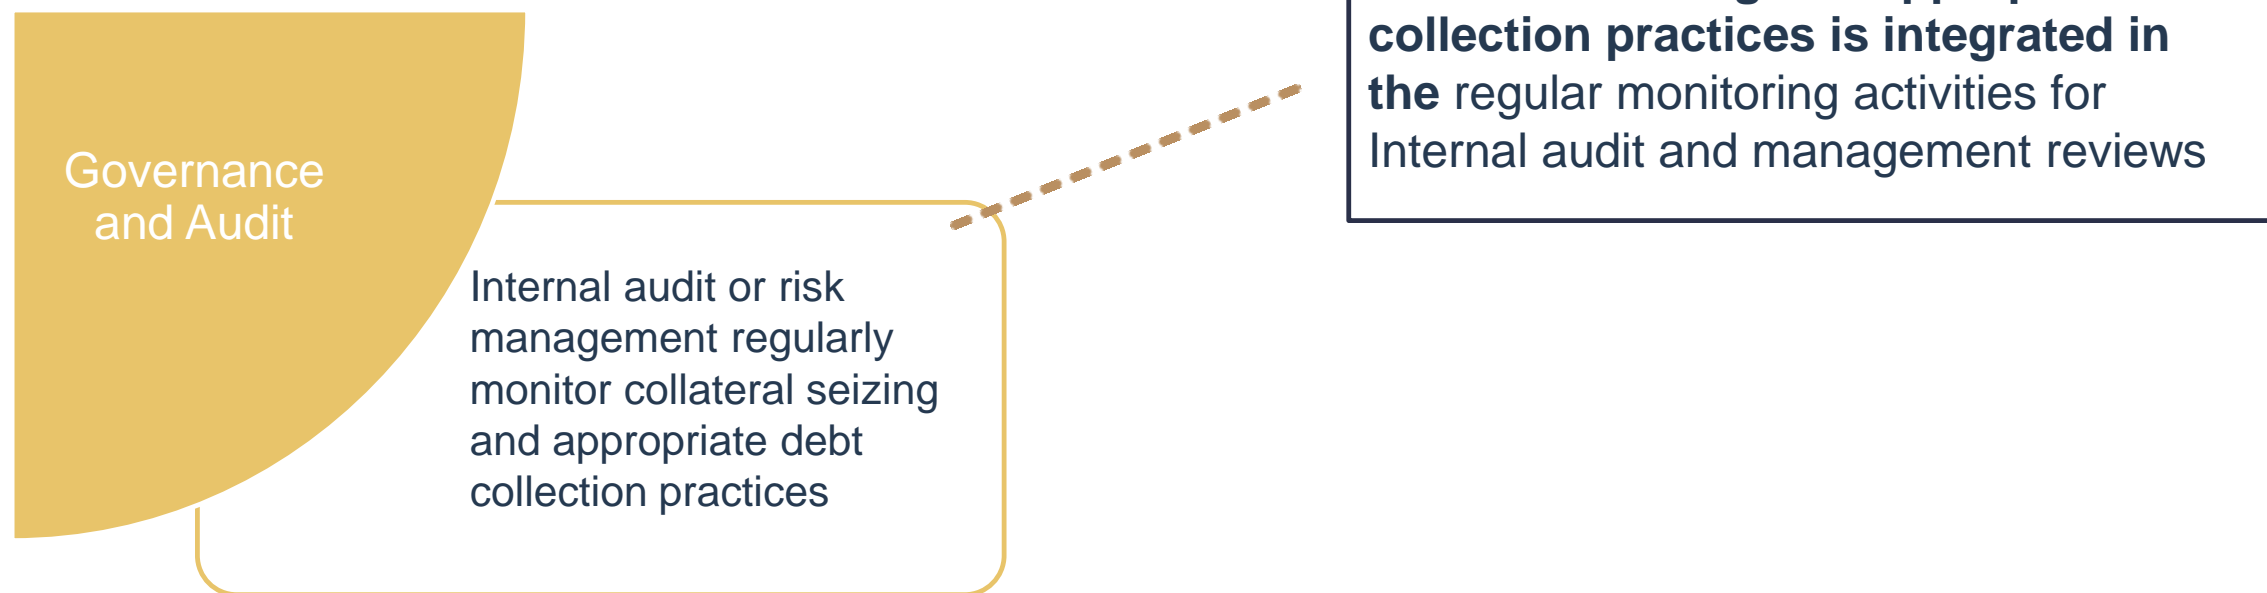 Governance
and Audit
Internal audit or risk
management regularly
monitor collateral seizing
and appropriate debt
collection practices
collection practices is integrated in
the regular monitoring activities for
Internal audit and management reviews